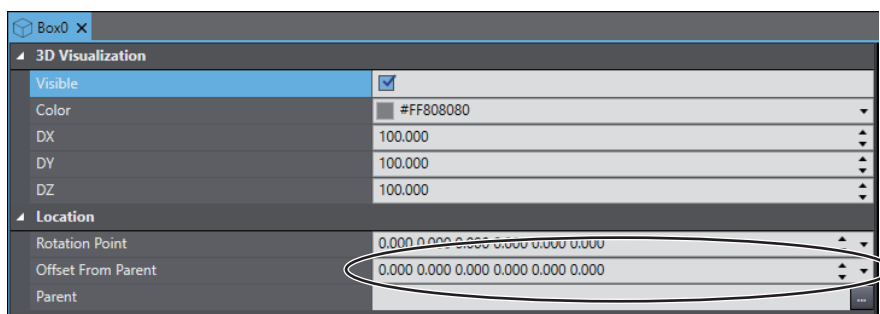 Box0
3D Visualization
Visible
Color #FF808080
DX 100.000
DY 100.000
DZ 100.000
Location
Rotation Point 0.000 0.000 0.000 0.000 0.000 0.000
Offset From Parent 0.000 0.000 0.000 0.000 0.000 0.000
Parent ...